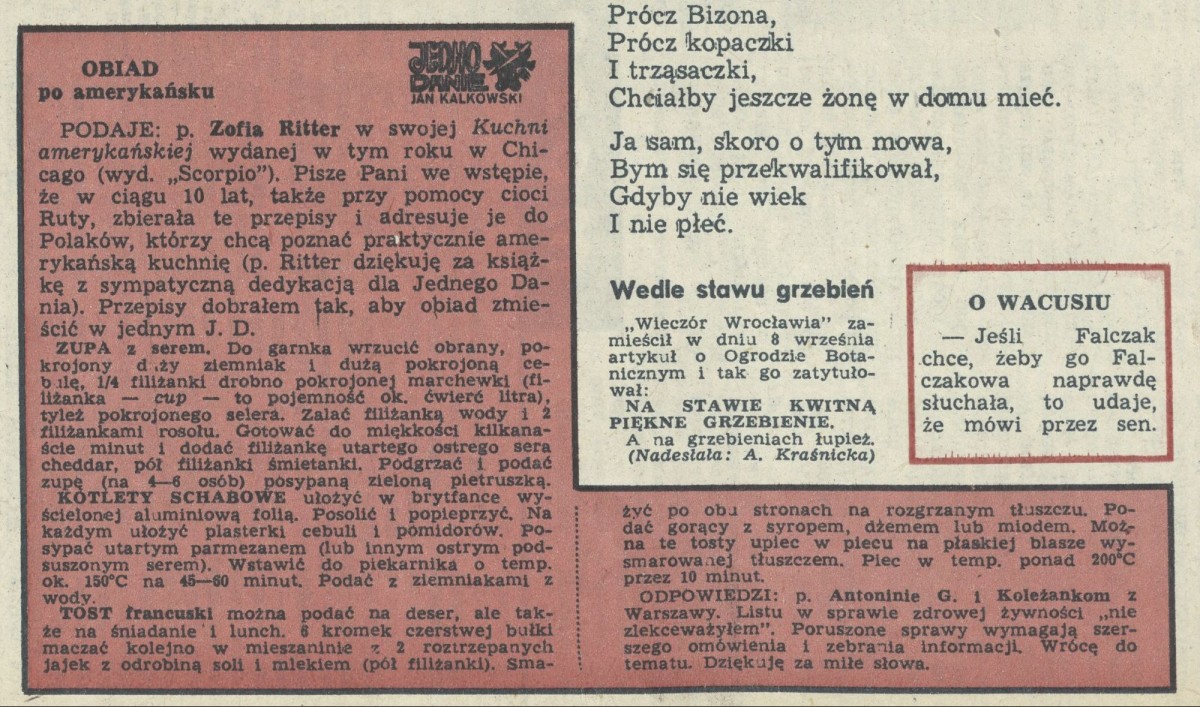 OBIAD
po amerykańsku
JEDNO
DANIE
JAN KALKOWSKI
PODAJE: p. Zofia Ritter w swojej Kuchni
amerykańskiej wydanej w tym roku w Chi-
cago (wyd. „Scorpio”). Pisze Pani we wstępie,
że w ciągu 10 lat, także przy pomocy cioci
Ruty, zbierała te przepisy i adresuje je do
Polaków, którzy chcą poznać praktycznie ame-
rykańską kuchnię (p. Ritter dziękuję za książ-
kę z sympatyczną dedykacją dla Jednego Da-
nia). Przepisy dobrałem tak, aby obiad zmie-
ścić w jednym J. D.
ZUPA z serem. Do garnka wrzucić obrany, po-
krojony duży ziemniak i dużą pokrojoną ce-
bulę, 1/4 filiżanki drobno pokrojonej marchewki (fi-
liżanka — cup — to pojemność ok. ćwierć litra),
tyleż pokrojonego selera. Zalać filiżanką wody i 2
filiżankami rosołu. Gotować do miękkości kilkana-
ście minut i dodać filiżankę utartego ostrego sera
cheddar, pół filiżanki śmietanki. Podgrzać i podać
zupę (na 4—6 osób) posypaną zieloną pietruszką.
KOTLETY SCHABOWE ułożyć w brytfance wy-
ścielonej aluminiową folią. Posolić i popieprzyć. Na
każdym ułożyć plasterki cebuli i pomidorów. Po-
sypać utartym parmezanem (lub innym ostrym pod-
suszonym serem). Wstawić do piekarnika o temp.
ok. 150°C na 45—60 minut. Podać z ziemniakami z
wody.
TOST francuski można podać na deser, ale tak-
że na śniadanie i lunch. 6 kromek czerstwej bułki
maczać kolejno w mieszaninie z 2 roztrzepanych
jajek z odrobiną soli i mlekiem (pół filiżanki). Sma-
żyć po obu stronach na rozgrzanym tłuszczu. Po-
dać gorący z syropem, dżemem lub miodem. Moż-
na te tosty upiec w piecu na płaskiej blasze wy-
smarowanej tłuszczem. Piec w temp. ponad 200°C
przez 10 minut.
ODPOWIEDZI: p. Antoninie G. i Koleżankom z
Warszawy. Listu w sprawie zdrowej żywności „nie
zlekceważyłem”. Poruszone sprawy wymagają szer-
szego omówienia i zebrania informacji. Wrócę do
tematu. Dziękuję za miłe słowa.
Prócz Bizona,
Prócz kopaczki
I trząsaczki,
Chciałby jeszcze żonę w domu mieć.
Ja sam, skoro o tym mowa,
Bym się przekwalifikował,
Gdyby nie wiek
I nie płeć.
Wedle stawu grzebień
„Wieczór Wrocławia” za-
mieścił w dniu 8 września
artykuł o Ogrodzie Bota-
nicznym i tak go zatytuło-
wał:
NA STAWIE KWITNĄ
PIĘKNE GRZEBIENIE.
A na grzebieniach łupież.
(Nadesłała: A. Kraśnicka)
O WACUSIU
— Jeśli Falczak
chce, żeby go Fal-
czakowa naprawdę
słuchała, to udaje,
że mówi przez sen.